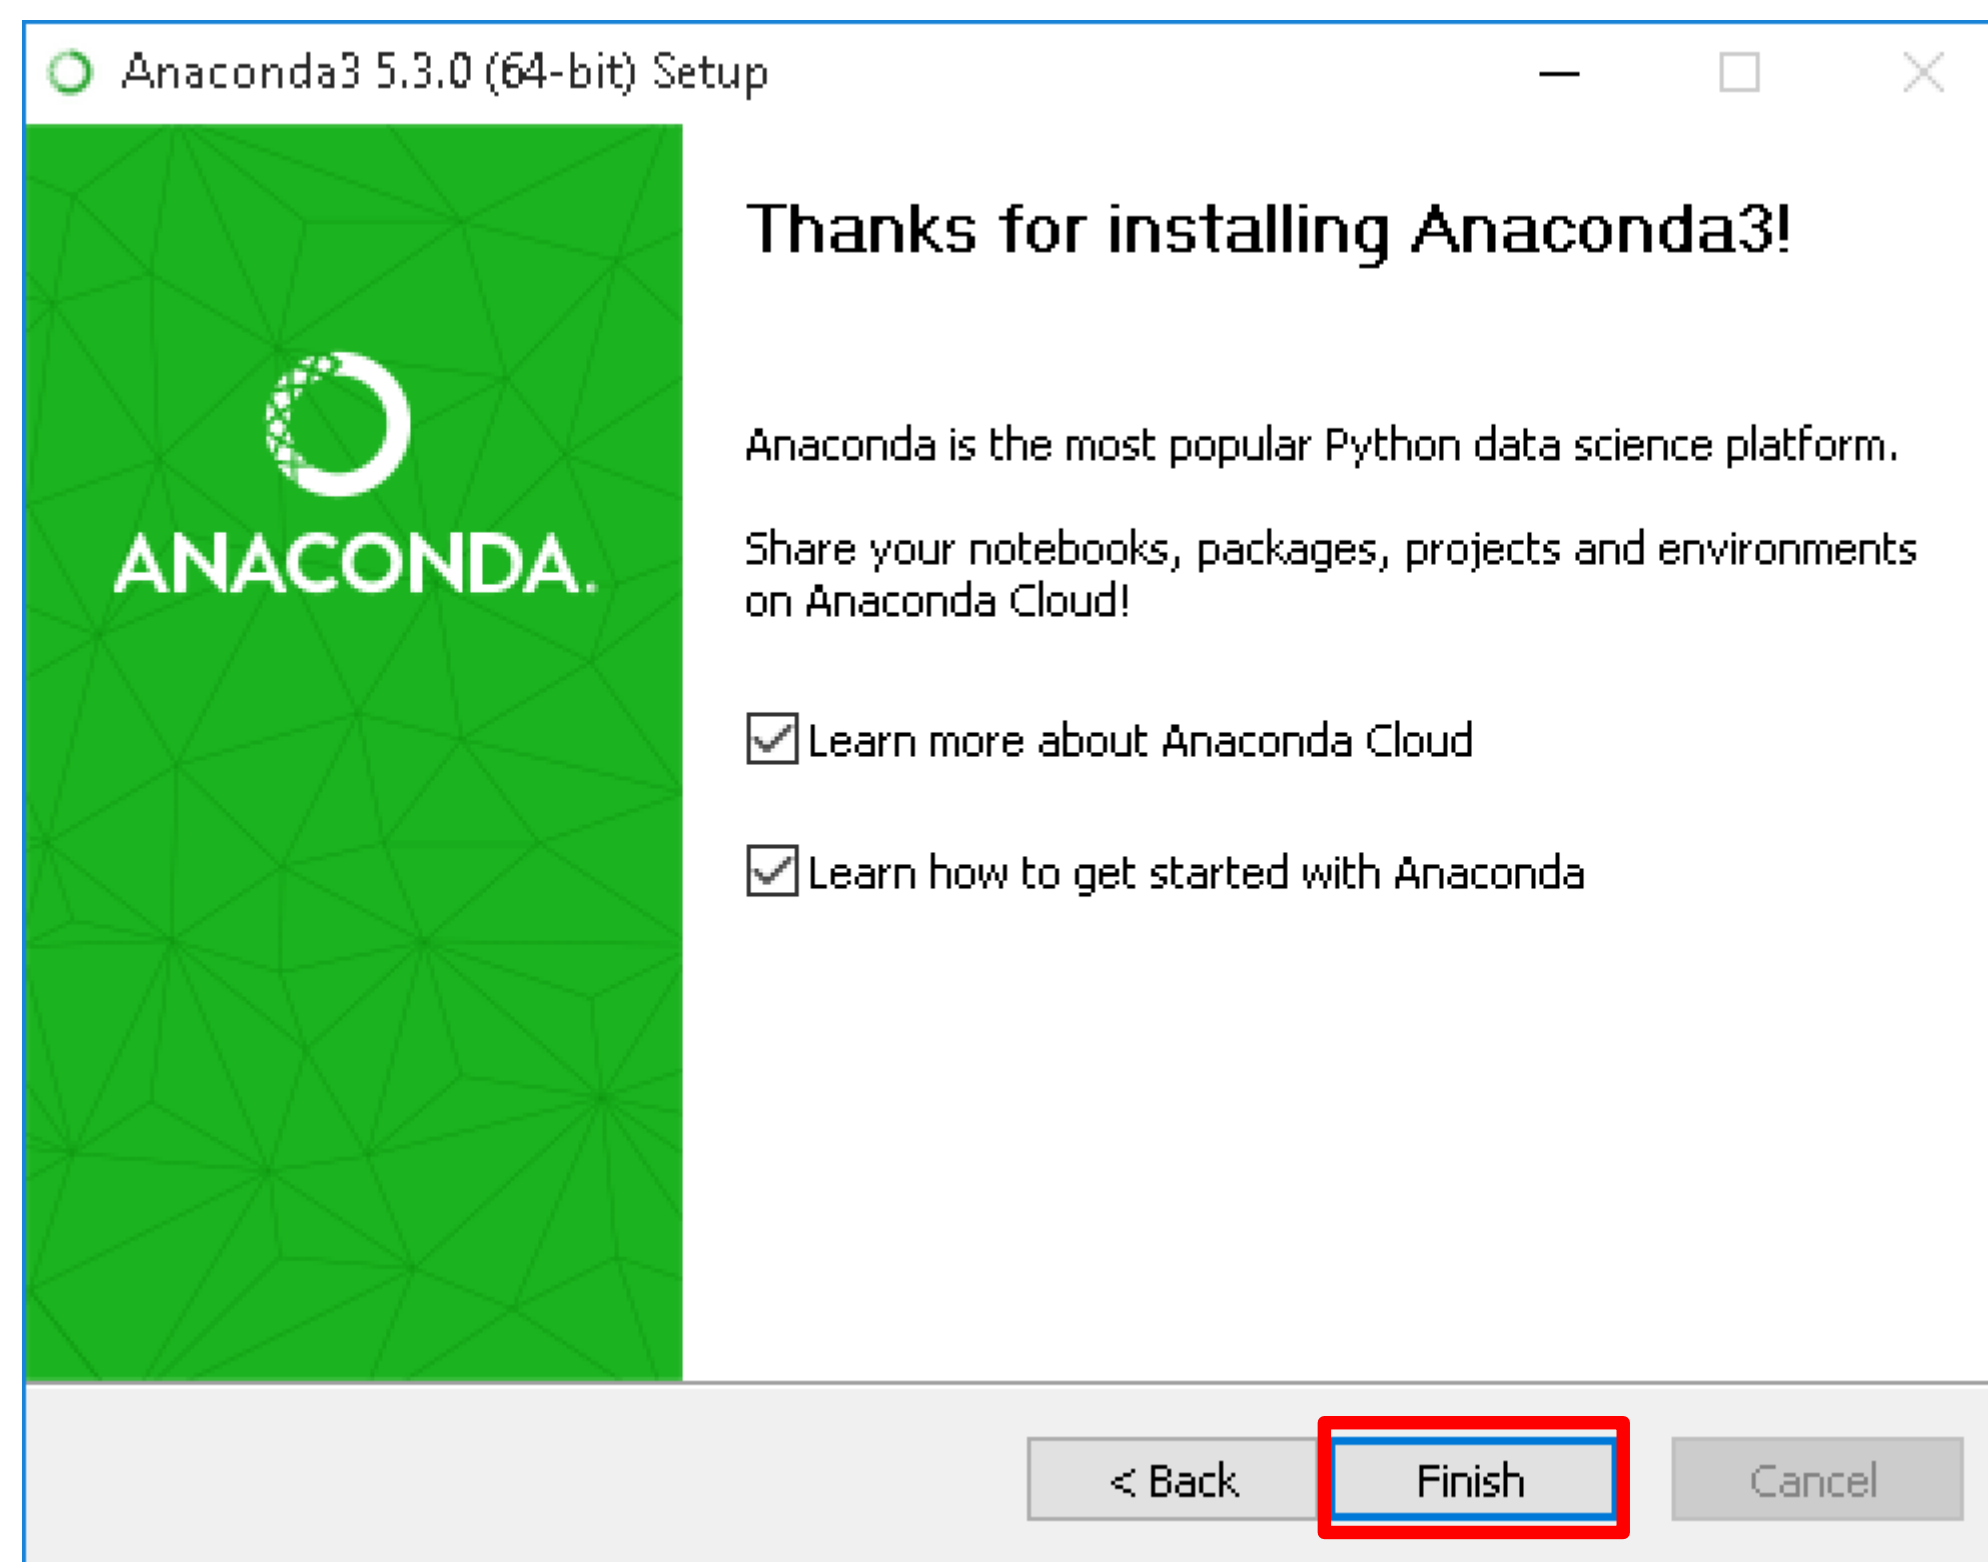 Anaconda3 5.3.0 (64-bit) Setup
ANACONDA.
Thanks for installing Anaconda3!
Anaconda is the most popular Python data science platform.
Share your notebooks, packages, projects and environments
on Anaconda Cloud!
Learn more about Anaconda Cloud
Learn how to get started with Anaconda
< Back
Finish
Cancel